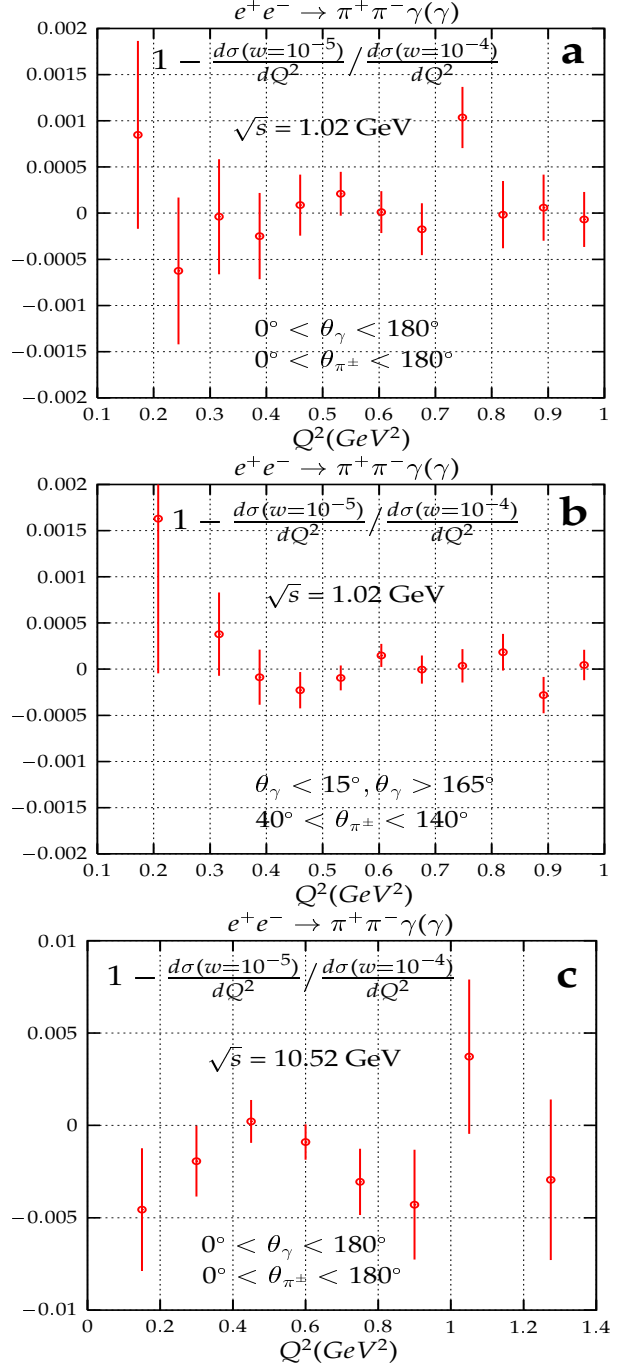 e⁺e⁻ → π⁺π⁻γ(γ)
0.002
1 − dσ(w=10⁻⁵)/dQ² / dσ(w=10⁻⁴)/dQ²
a
0.0015
√s = 1.02 GeV
0.001
0.0005
0
−0.0005
−0.001
0° < θγ < 180°
−0.0015
0° < θπ± < 180°
−0.002
0.1 0.2 0.3 0.4 0.5 0.6 0.7 0.8 0.9 1
Q²(GeV²)
e⁺e⁻ → π⁺π⁻γ(γ)
0.002
1 − dσ(w=10⁻⁵)/dQ² / dσ(w=10⁻⁴)/dQ²
b
0.0015
0.001
√s = 1.02 GeV
0.0005
0
−0.0005
−0.001
θγ < 15°, θγ > 165°
−0.0015
40° < θπ± < 140°
−0.002
0.1 0.2 0.3 0.4 0.5 0.6 0.7 0.8 0.9 1
Q²(GeV²)
e⁺e⁻ → π⁺π⁻γ(γ)
0.01
1 − dσ(w=10⁻⁵)/dQ² / dσ(w=10⁻⁴)/dQ²
c
0.005
√s = 10.52 GeV
0
−0.005
0° < θγ < 180°
0° < θπ± < 180°
−0.01
0 0.2 0.4 0.6 0.8 1 1.2 1.4
Q²(GeV²)